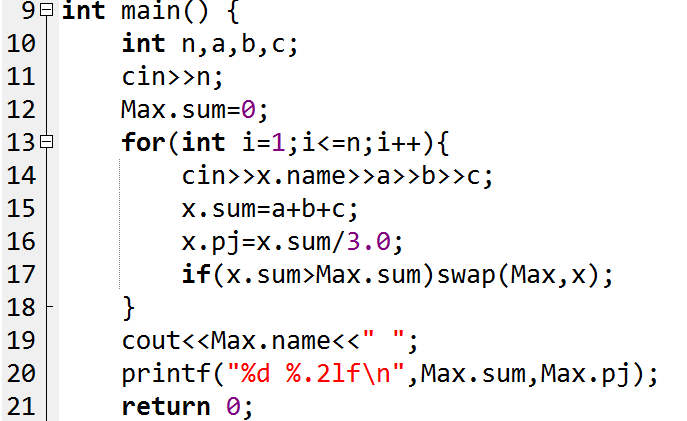 9 int main() {
10 int n,a,b,c;
11 cin>>n;
12 Max.sum=0;
13 for(int i=1;i<=n;i++){
14 cin>>x.name>>a>>b>>c;
15 x.sum=a+b+c;
16 x.pj=x.sum/3.0;
17 if(x.sum>Max.sum)swap(Max,x);
18 }
19 cout<<Max.name<<" ";
20 printf("%d %.2lf\n",Max.sum,Max.pj);
21 return 0;